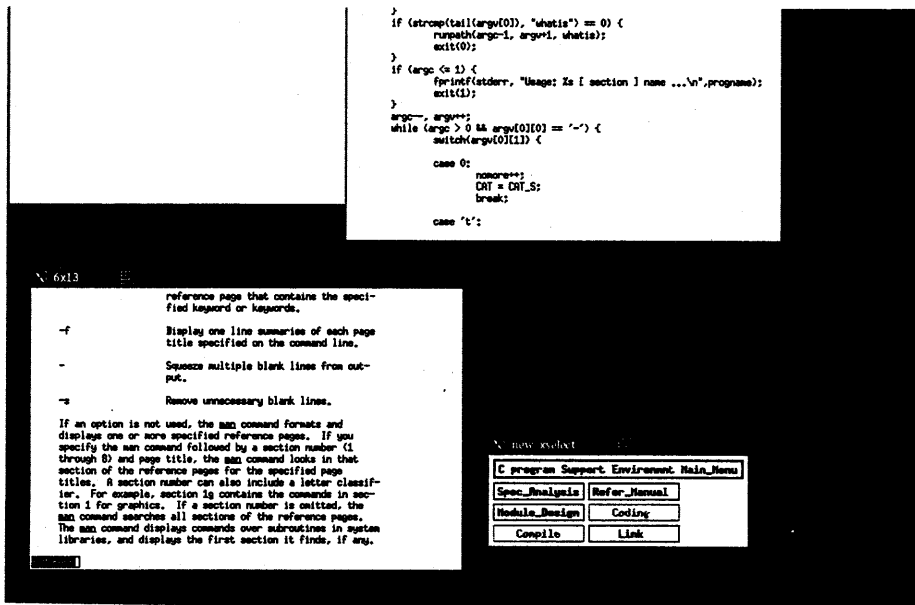 }
if (strcmp(tail(argv[0]), "whatis") == 0) {
runpath(argc-1, argv+1, whatis);
exit(0);
}
if (argc <= 1) {
fprintf(stderr, "Usage: %s [ section ] name ...\n",progname);
exit(1);
}
argc--, argv++;
while (argc > 0 && argv[0][0] == '-') {
switch(argv[0][1]) {
case 0:
nomore++;
CAT = CAT_S;
break;
case 't':
6x13
reference page that contains the speci-
fied keyword or keywords.
-f Display one line summaries of each page
title specified on the command line.
- Squeeze multiple blank lines from out-
put.
-s Remove unnecessary blank lines.
If an option is not used, the man command formats and
displays one or more specified reference pages. If you
specify the man command followed by a section number (1
through 8) and page title, the man command looks in that
section of the reference pages for the specified page
titles. A section number can also include a letter classif-
ier. For example, section 1g contains the commands in sec-
tion 1 for graphics. If a section number is omitted, the
man command searches all sections of the reference pages.
The man command displays commands over subroutines in system
libraries, and displays the first section it finds, if any.
new xselect
C program Support Environmnt Main_Menu
Spec_Analysis Refer_Manual
Module_Design Coding
Compile Link